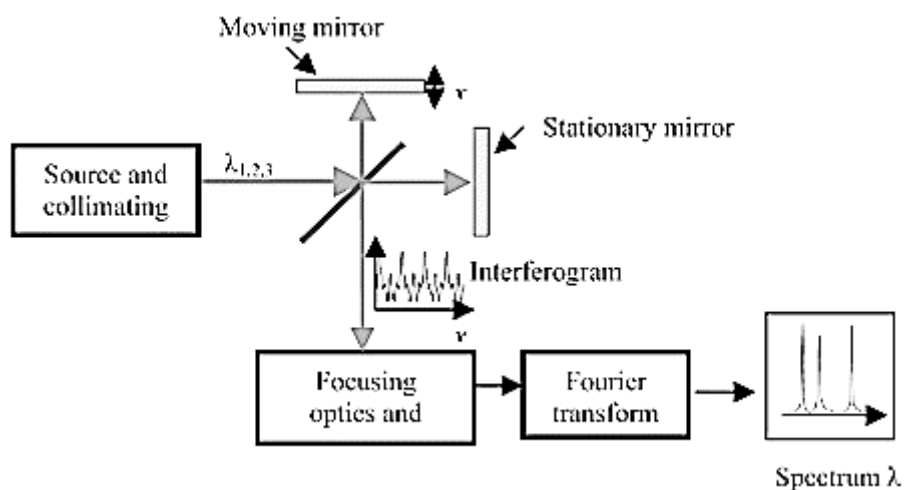 Moving mirror
x
Stationary mirror
Source and
collimating
λ1,2,3
Interferogram
x
Focusing
optics and
Fourier
transform
Spectrum λ